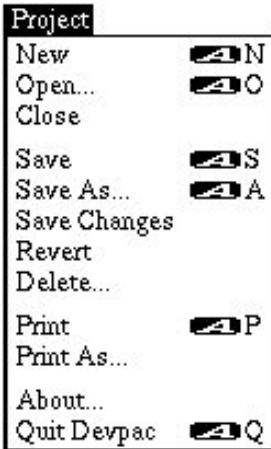 Project
New A N
Open... A O
Close
Save A S
Save As... A A
Save Changes
Revert
Delete...
Print A P
Print As...
About...
Quit Devpac A Q